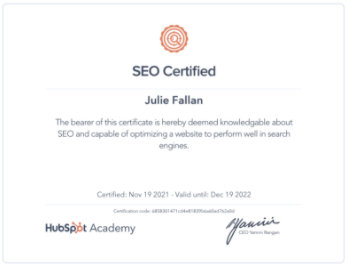 SEO Certified
Julie Fallan
The bearer of this certificate is hereby deemed knowledgable about
SEO and capable of optimizing a website to perform well in search
engines.
Certified: Nov 19 2021 - Valid until: Dec 19 2022
Certification code:
HubSpot Academy
CEO Yamini Rangan